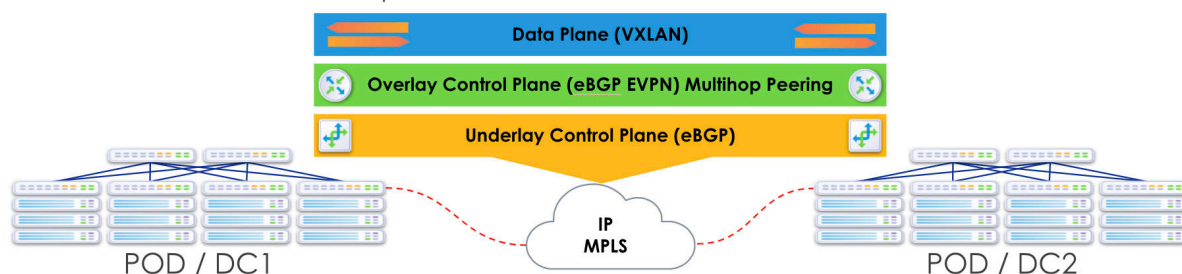 Data Plane (VXLAN)
Overlay Control Plane (eBGP EVPN) Multihop Peering
Underlay Control Plane (eBGP)
IP
MPLS
POD / DC1
POD / DC2